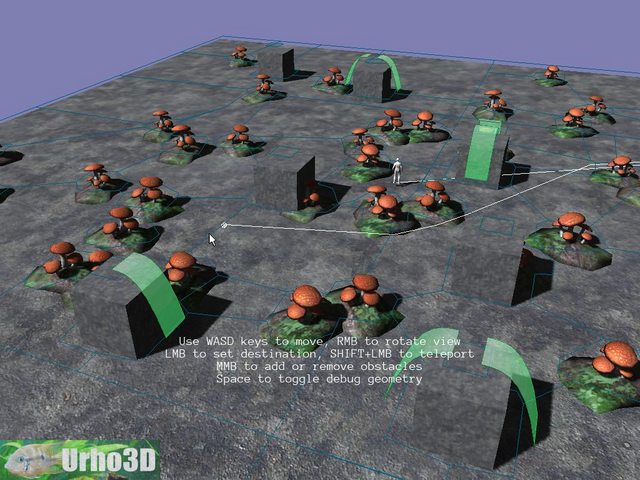 Use WASD keys to move, RMB to rotate view
LMB to set destination, SHIFT+LMB to teleport
MMB to add or remove obstacles
Space to toggle debug geometry
Urho3D